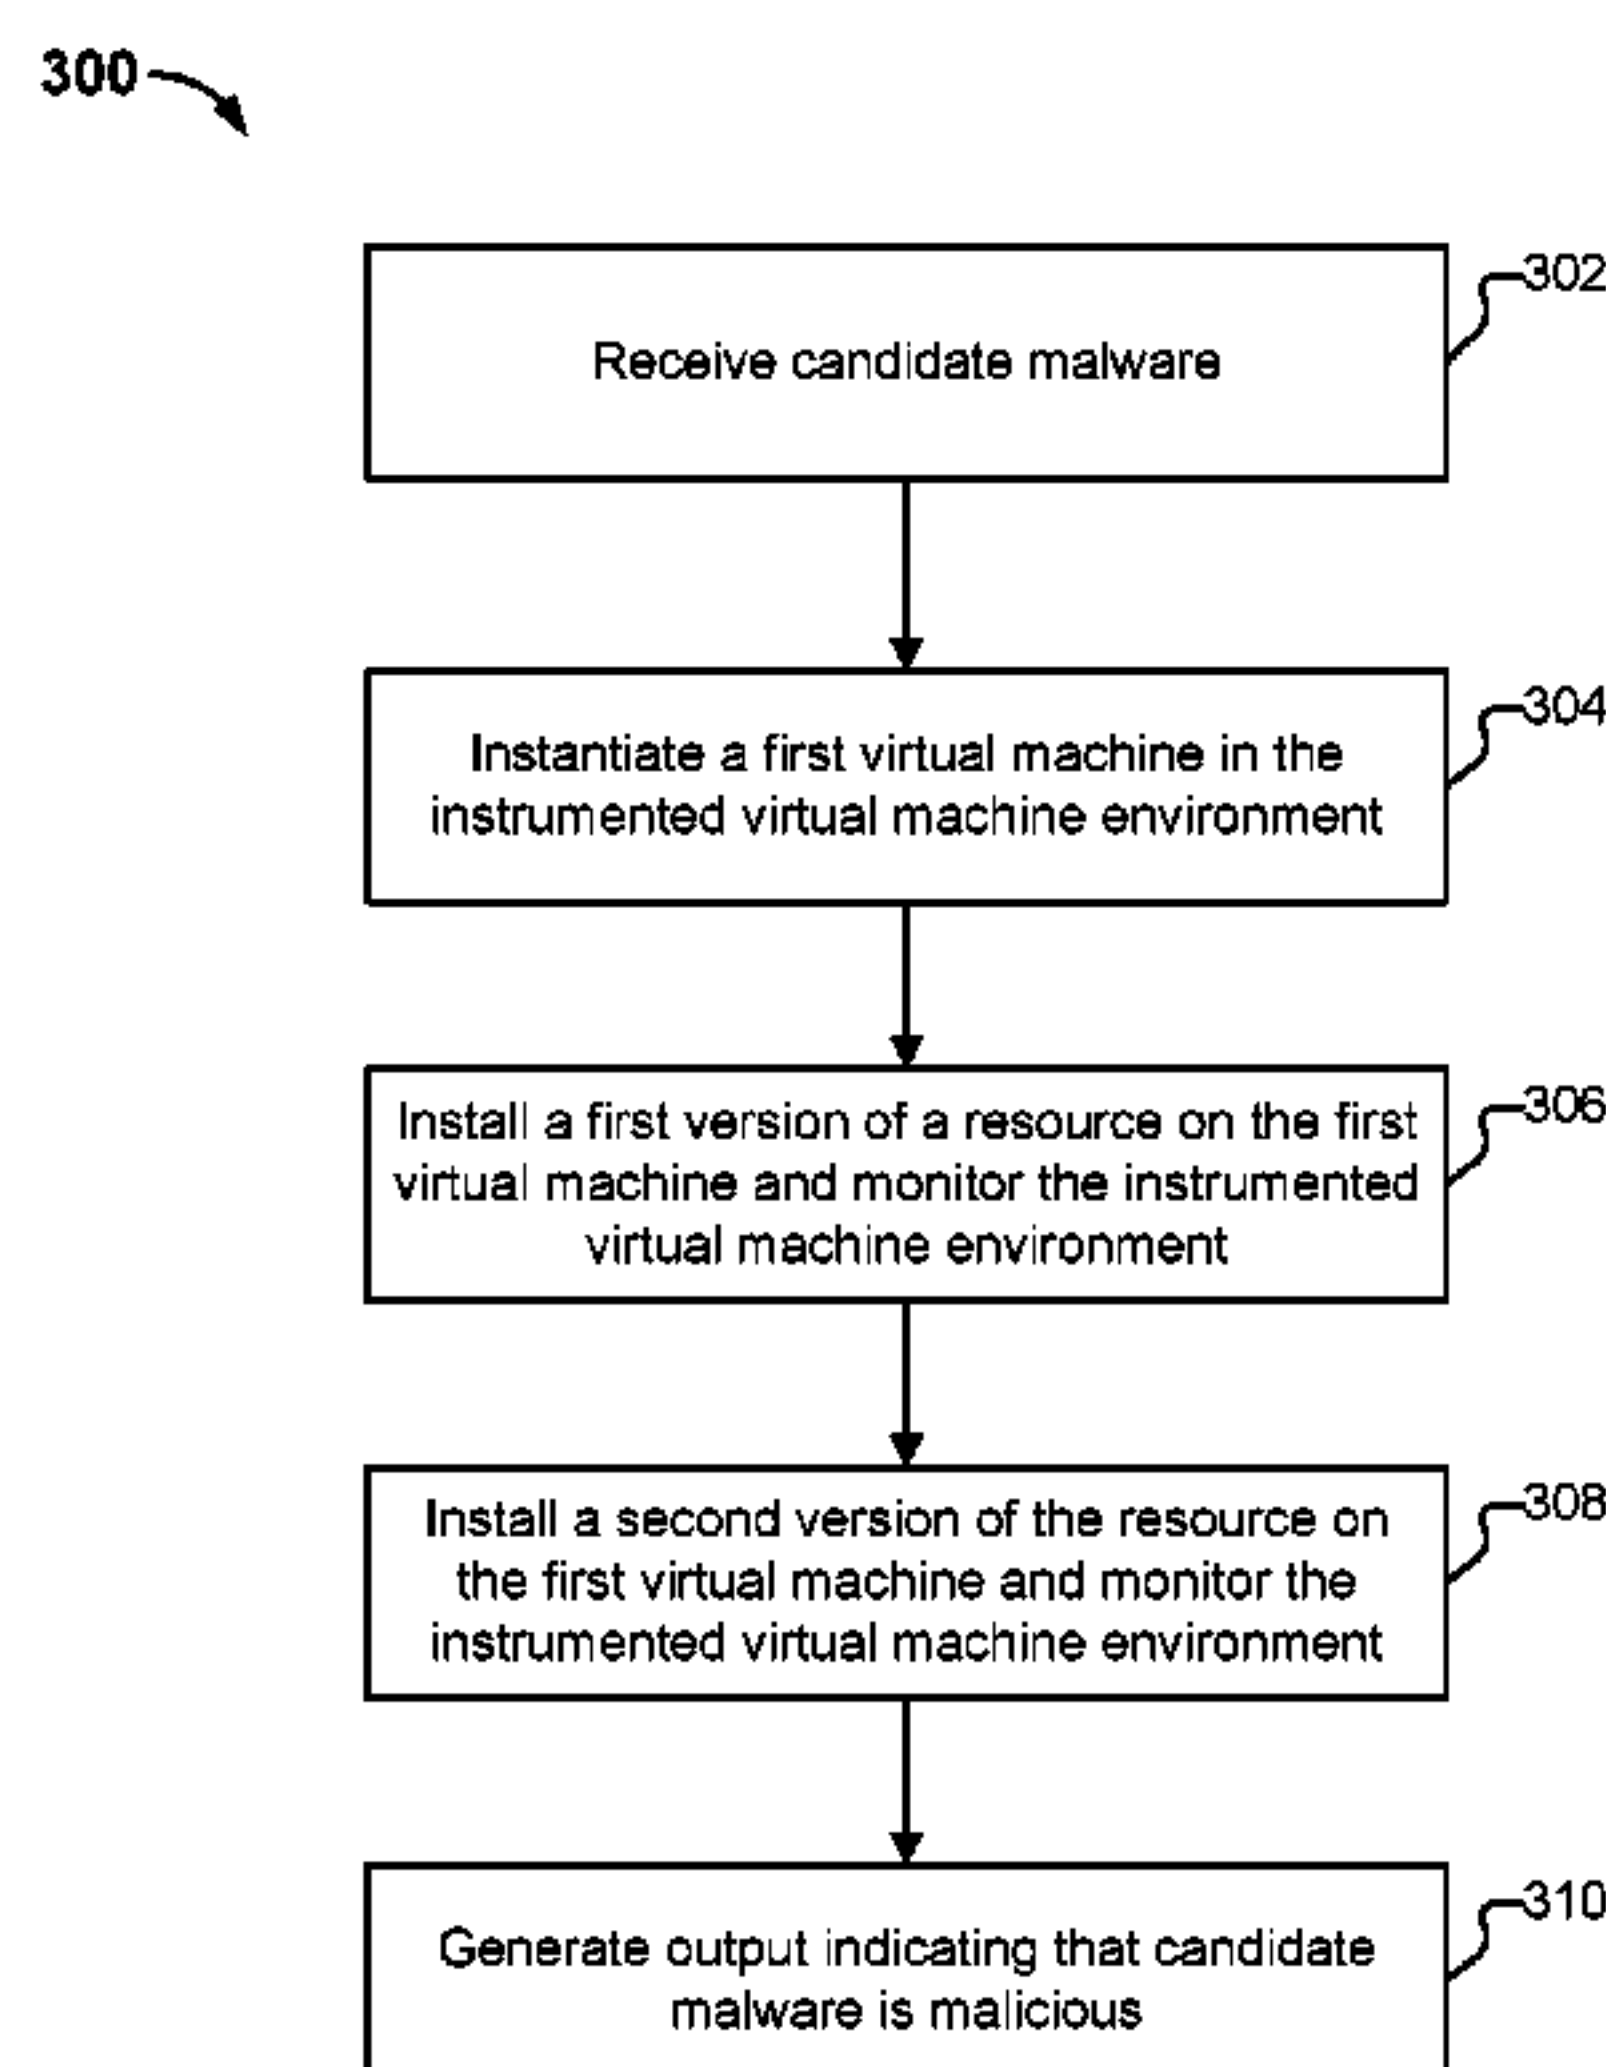 300
302
Receive candidate malware
304
Instantiate a first virtual machine in the
instrumented virtual machine environment
306
Install a first version of a resource on the first
virtual machine and monitor the instrumented
virtual machine environment
308
Install a second version of the resource on
the first virtual machine and monitor the
instrumented virtual machine environment
310
Generate output indicating that candidate
malware is malicious